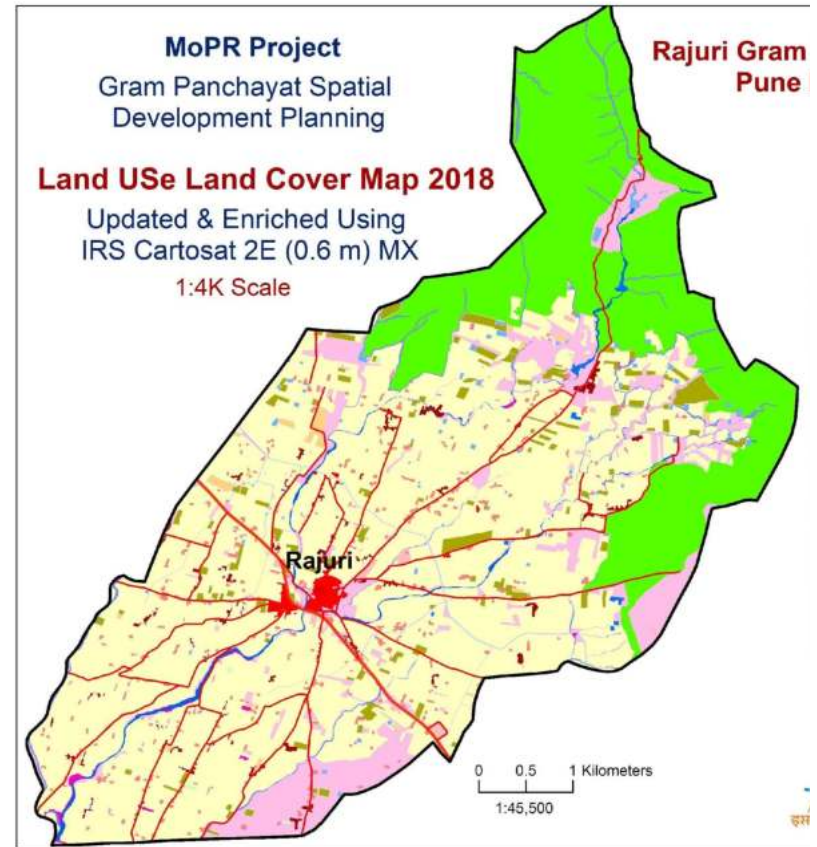 MoPR Project
Gram Panchayat Spatial
Development Planning
Land USe Land Cover Map 2018
Updated & Enriched Using
IRS Cartosat 2E (0.6 m) MX
1:4K Scale
Rajuri Gram
Pune
Rajuri
0 0.5 1 Kilometers
1:45,500